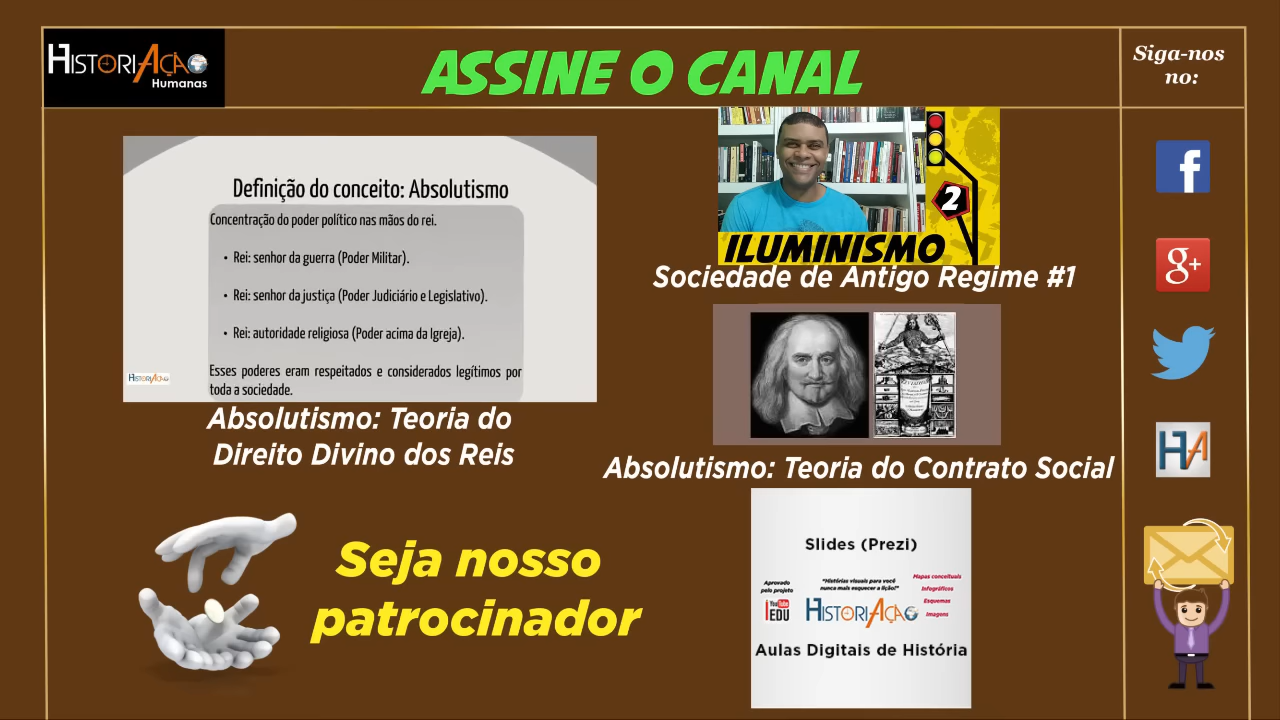 HISTORIAÇÃO
Humanas
ASSINE O CANAL
Siga-nos
no:
Definição do conceito: Absolutismo
Concentração do poder político nas mãos do rei.
• Rei: senhor da guerra (Poder Militar).
• Rei: senhor da justiça (Poder Judiciário e Legislativo).
• Rei: autoridade religiosa (Poder acima da Igreja).
Esses poderes eram respeitados e considerados legítimos por
toda a sociedade.
HISTORIAÇÃO
Absolutismo: Teoria do
Direito Divino dos Reis
2
ILUMINISMO
Sociedade de Antigo Regime #1
Absolutismo: Teoria do Contrato Social
f
g+
HA
Seja nosso
patrocinador
Slides (Prezi)
Aprovado
pelo projeto
YouTube
EDU
"Histórias visuais para você
nunca mais esquecer a lição!"
HISTORIAÇÃO
Mapas conceituais
Infográficos
Esquemas
Imagens
Aulas Digitais de História